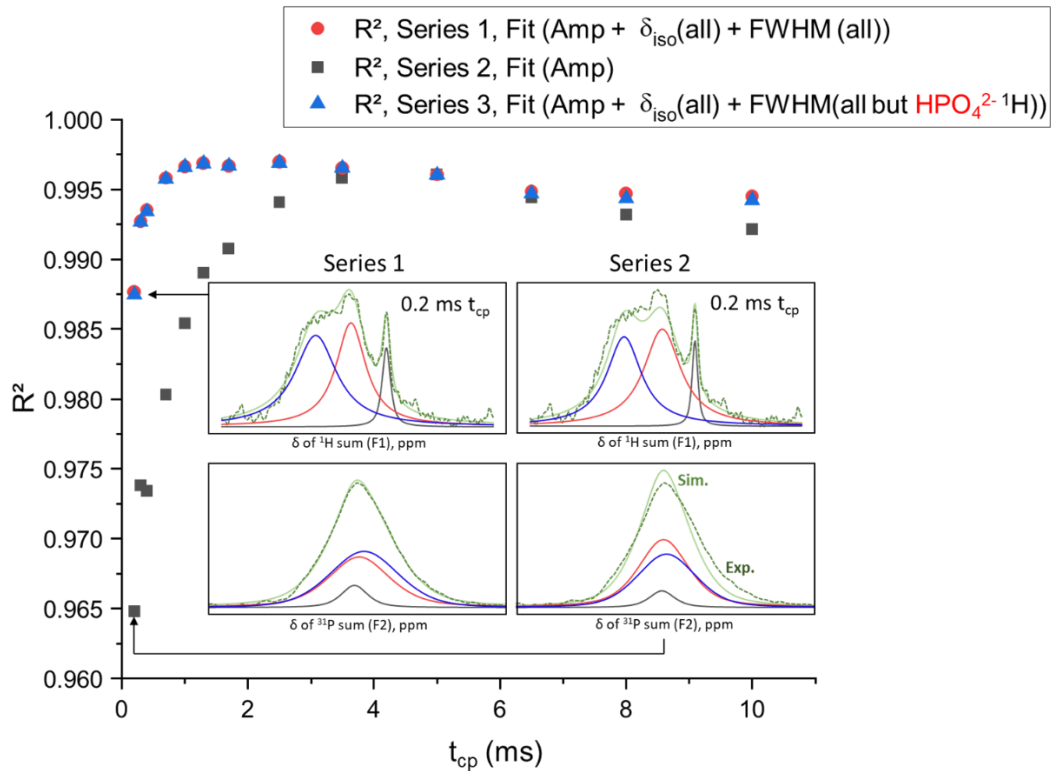 R², Series 1, Fit (Amp + δiso(all) + FWHM (all))
R², Series 2, Fit (Amp)
R², Series 3, Fit (Amp + δiso(all) + FWHM(all but HPO₄²⁻ ¹H))
1.000
0.995
0.990
0.985
0.980
0.975
0.970
0.965
0.960
R²
Series 1
Series 2
0.2 ms tcp
0.2 ms tcp
δ of ¹H sum (F1), ppm
δ of ¹H sum (F1), ppm
Sim.
Exp.
δ of ³¹P sum (F2), ppm
δ of ³¹P sum (F2), ppm
0 2 4 6 8 10
tcp (ms)